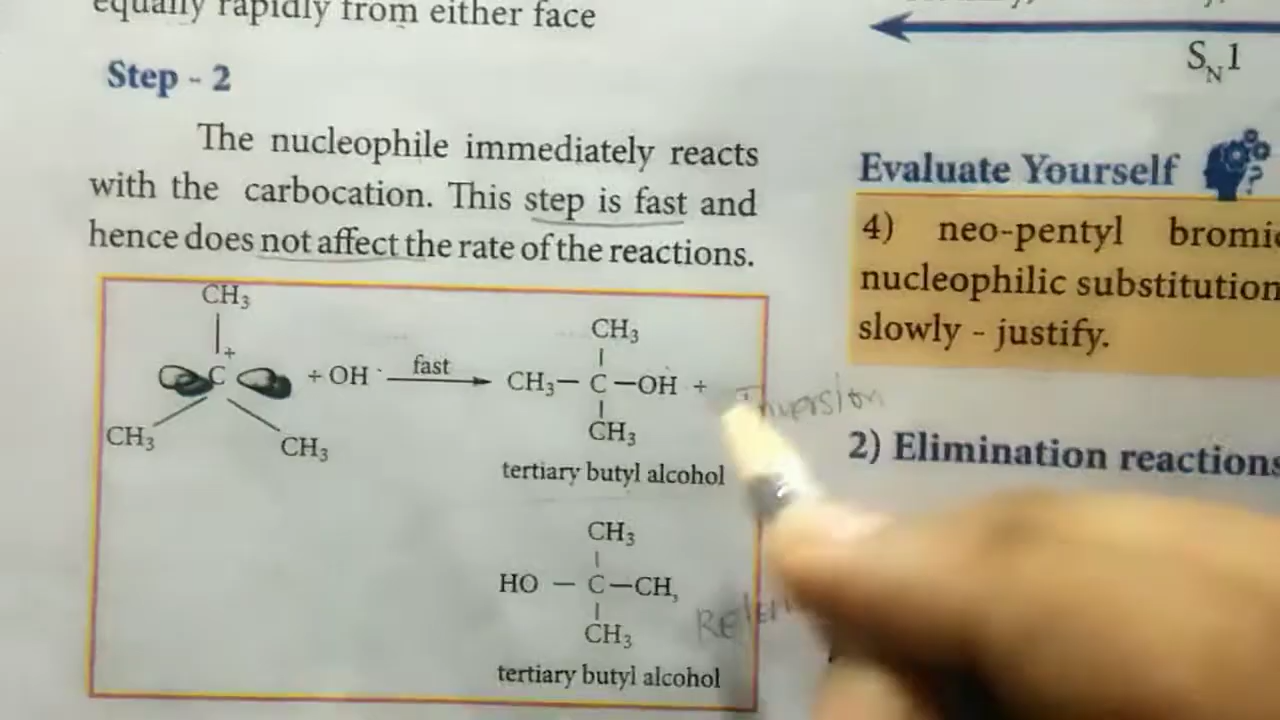 equally rapidly from either face
Step - 2
The nucleophile immediately reacts
with the carbocation. This step is fast and
hence does not affect the rate of the reactions.
CH₃
+
C
+ OH
fast
CH₃
CH₃
CH₃
CH₃— C —OH +
CH₃
tertiary butyl alcohol
Inversion
CH₃
HO — C—CH₃
CH₃
tertiary butyl alcohol
S_N1
Evaluate Yourself
?
4) neo-pentyl
nucleophilic substitution
slowly - justify.
2) Elimination reactions